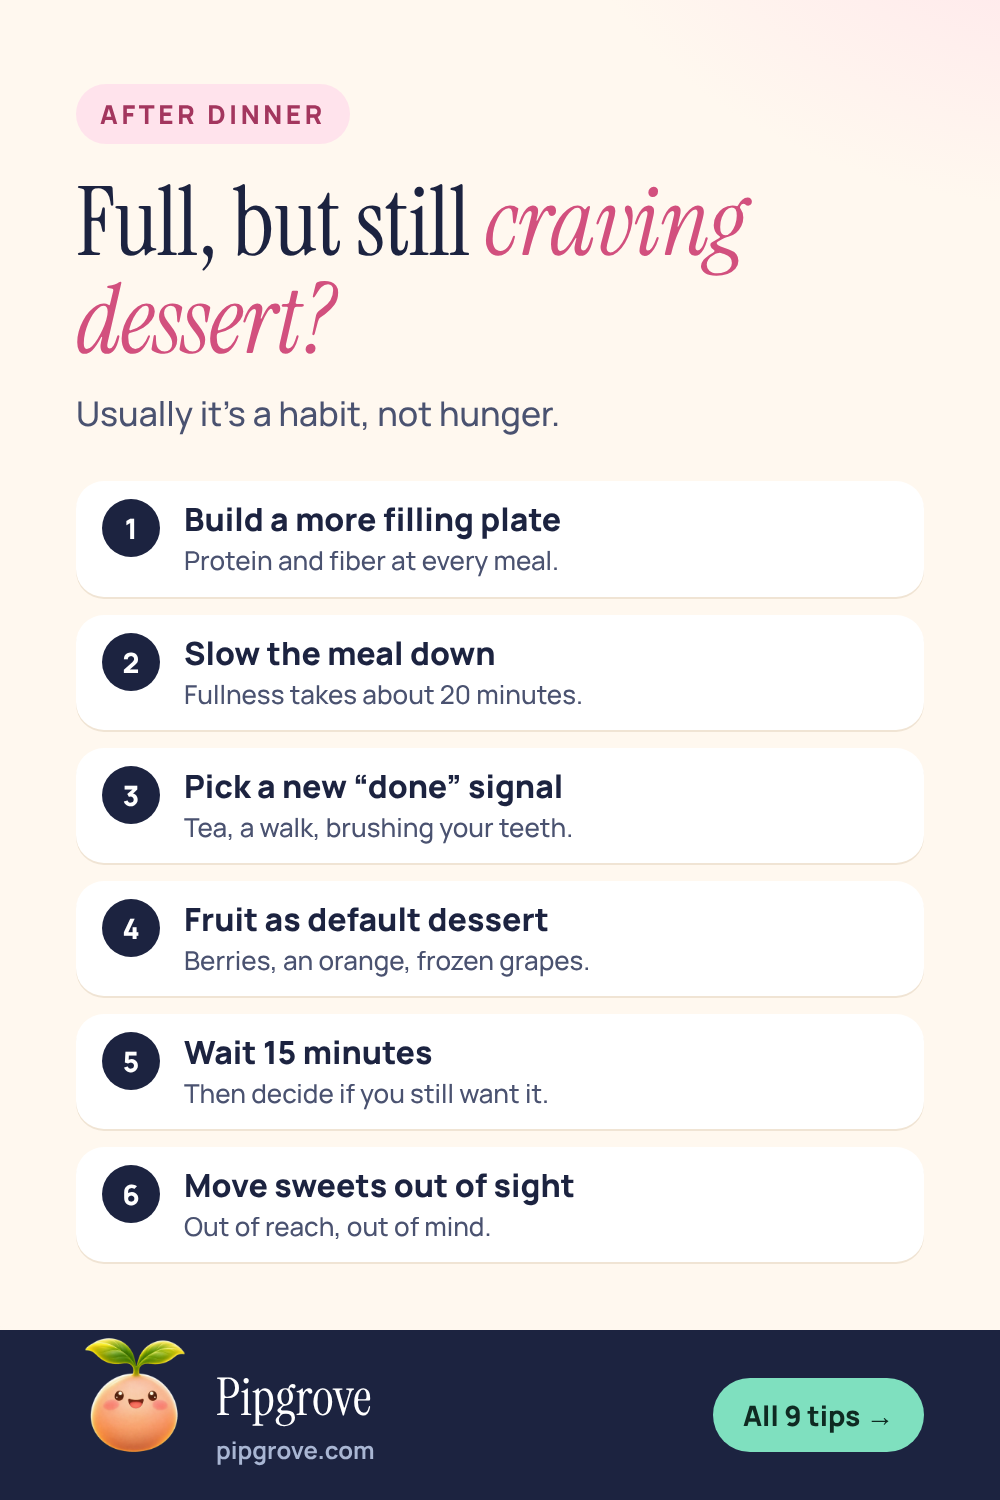 AFTER DINNER
Full, but still craving
dessert?
Usually it’s a habit, not hunger.
1
Build a more filling plate
Protein and fiber at every meal.
2
Slow the meal down
Fullness takes about 20 minutes.
3
Pick a new “done” signal
Tea, a walk, brushing your teeth.
4
Fruit as default dessert
Berries, an orange, frozen grapes.
5
Wait 15 minutes
Then decide if you still want it.
6
Move sweets out of sight
Out of reach, out of mind.
Pipgrove
pipgrove.com
All 9 tips →